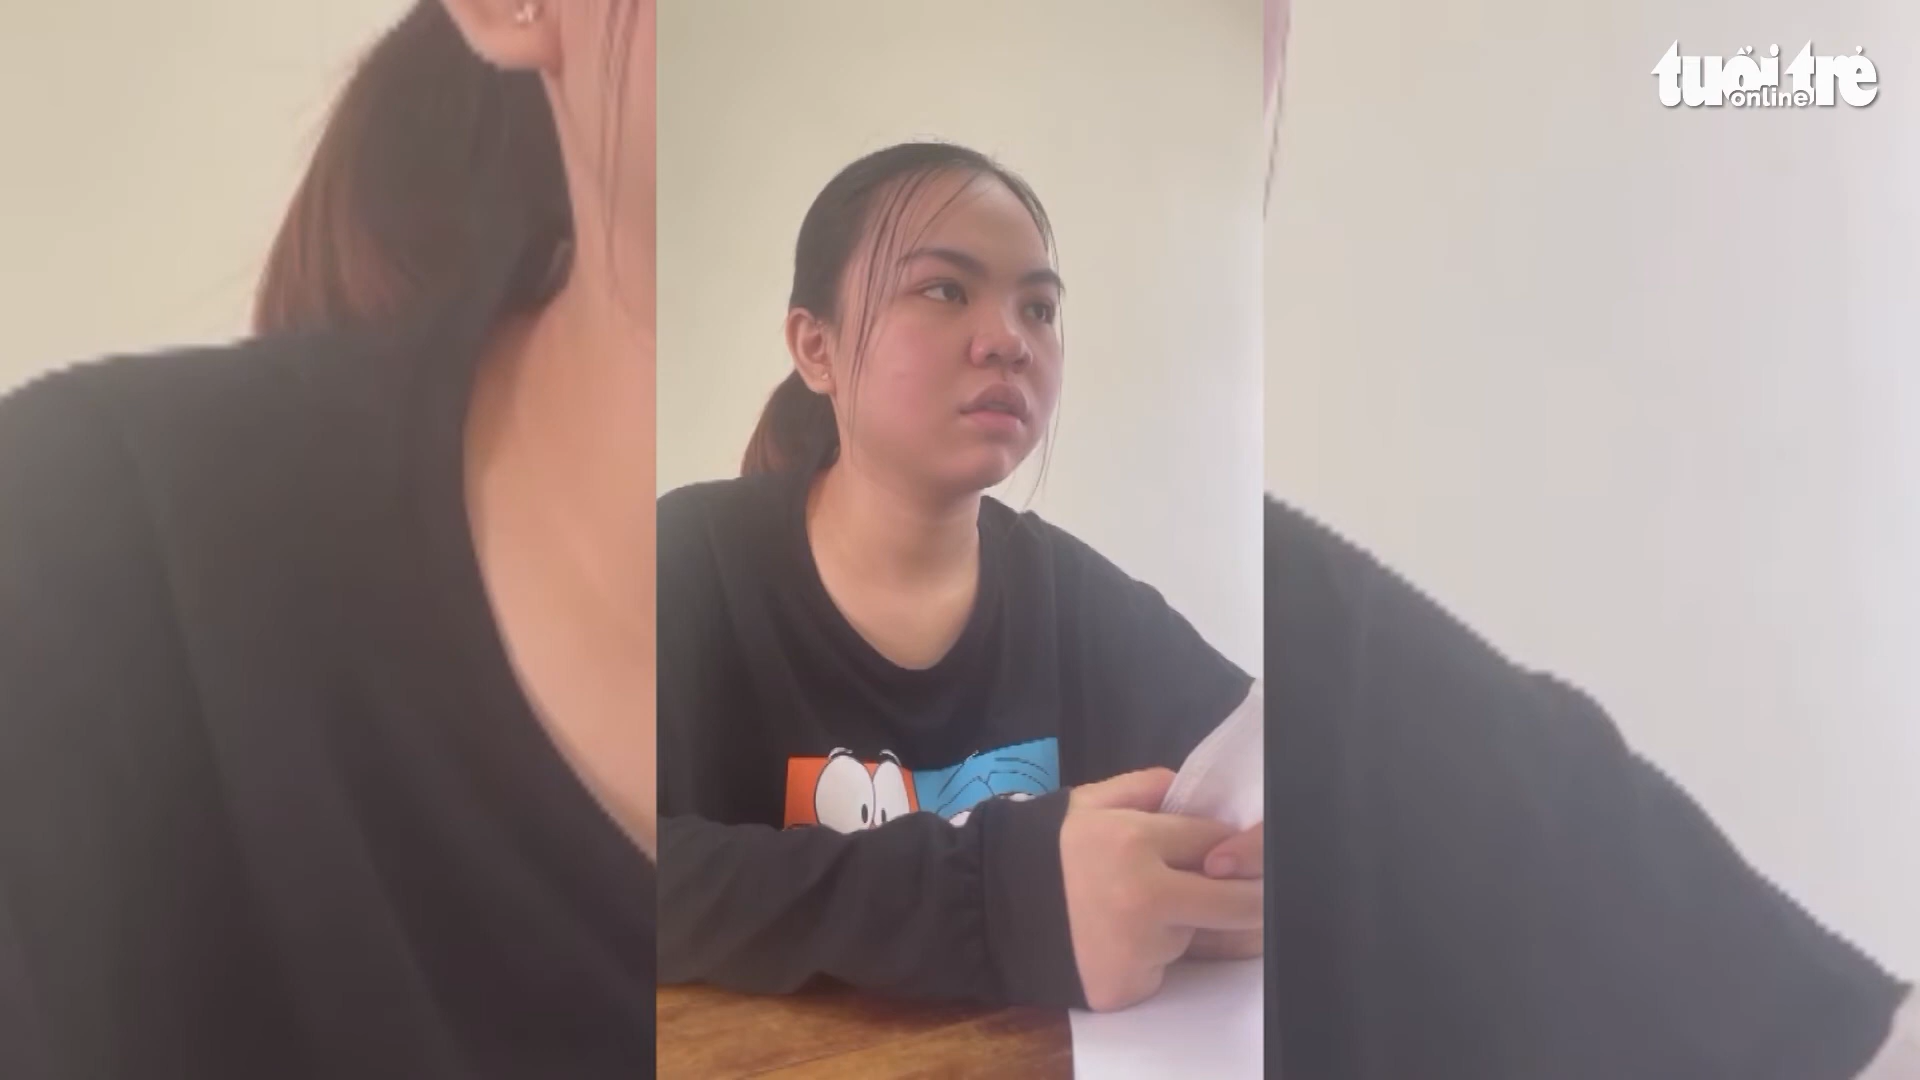 tuổi trẻ
online